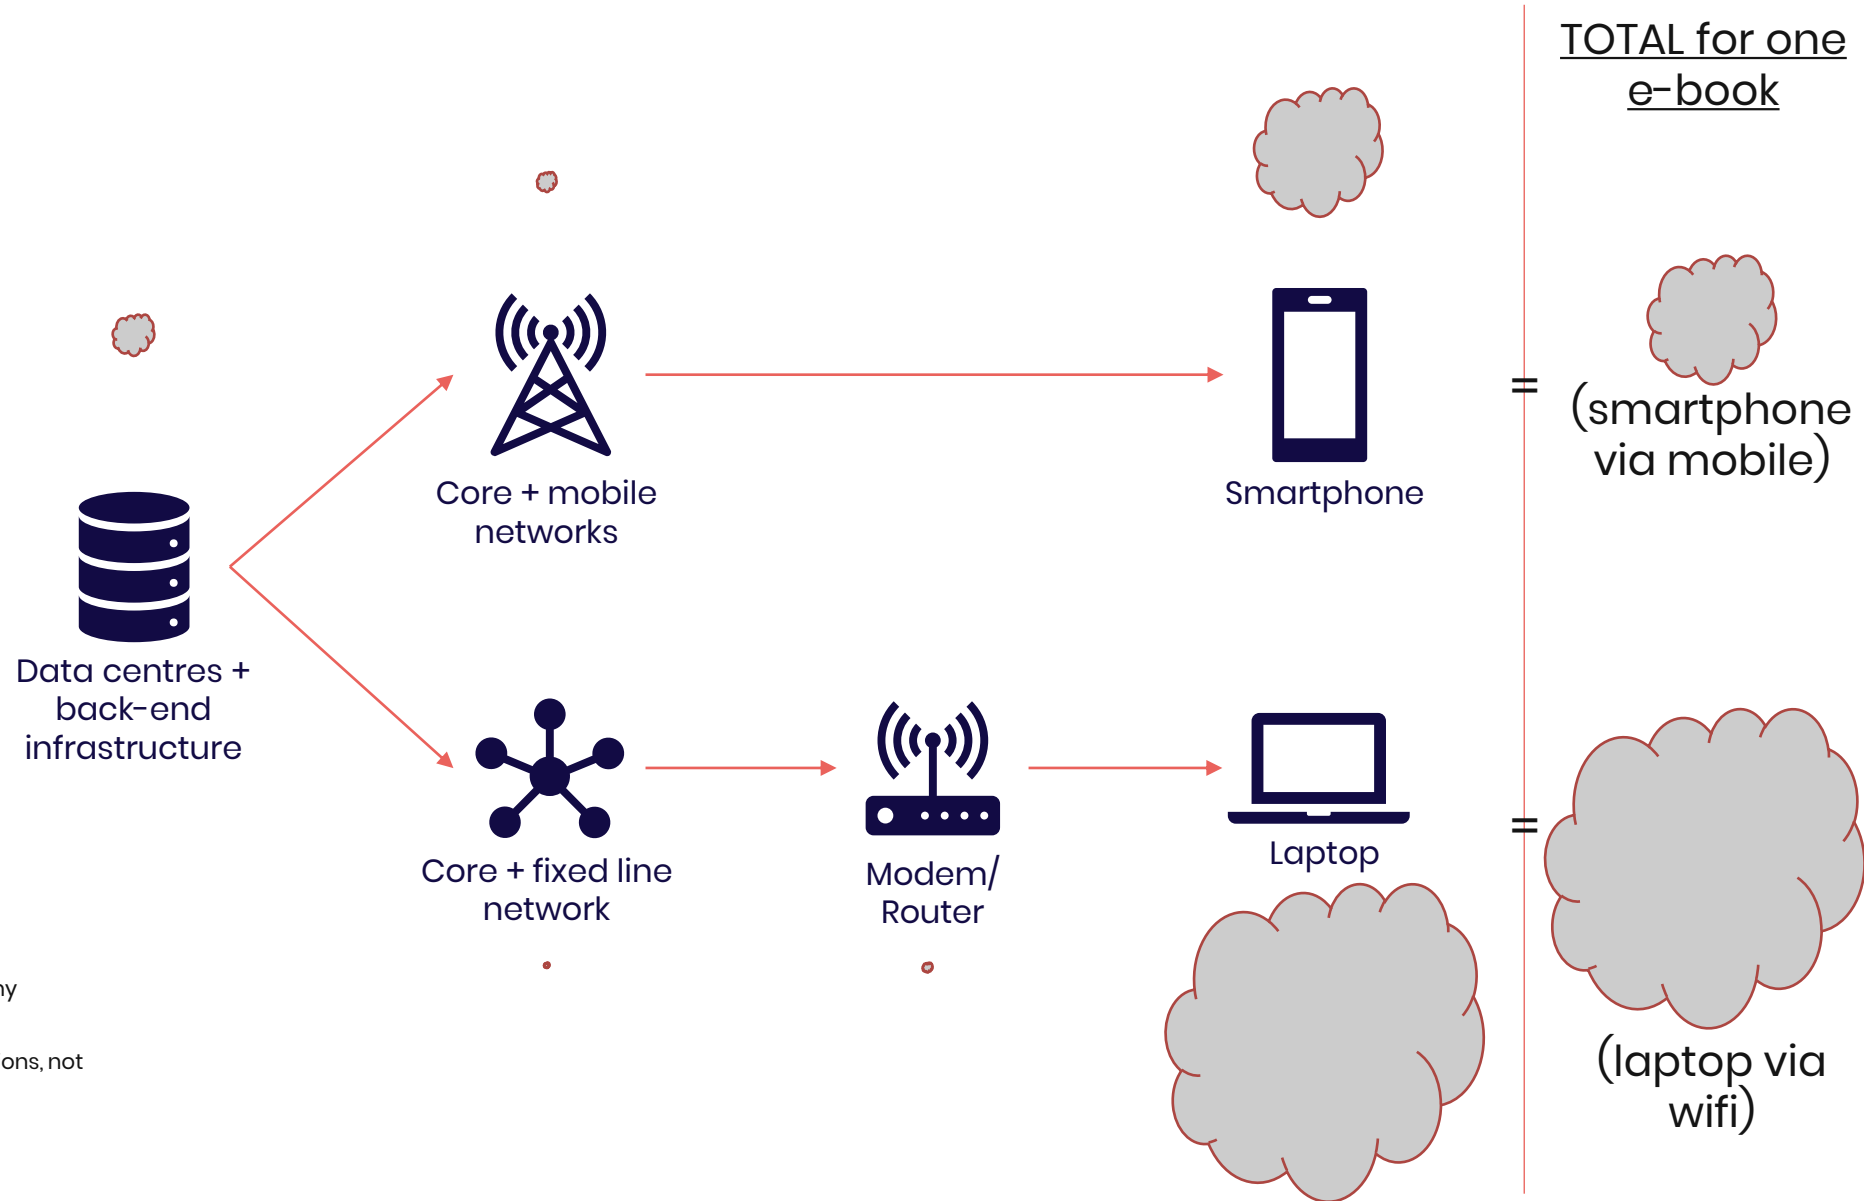 TOTAL for one
e-book
=
(smartphone
via mobile)
Core + mobile
networks
Smartphone
Data centres +
back-end
infrastructure
Core + fixed line
network
Modem/
Router
Laptop
=
(laptop via
wifi)
ons, not